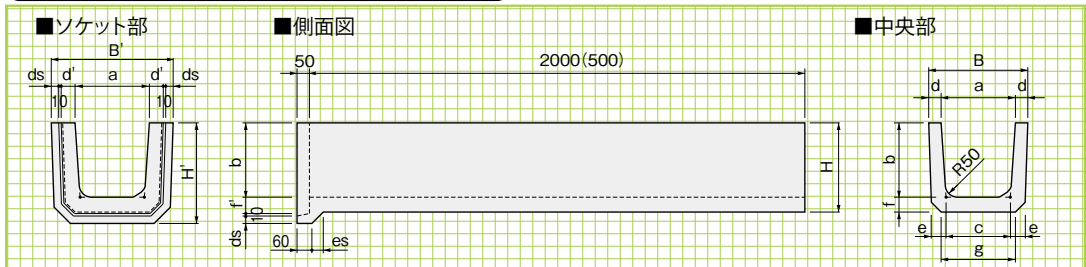 ■ソケット部
B'
ds d' a d' ds
10 10
H'
■側面図
50 2000(500)
b
f'
10
ds
60 es
H
■中央部
B
d a d
b
R50
f
e c e
g